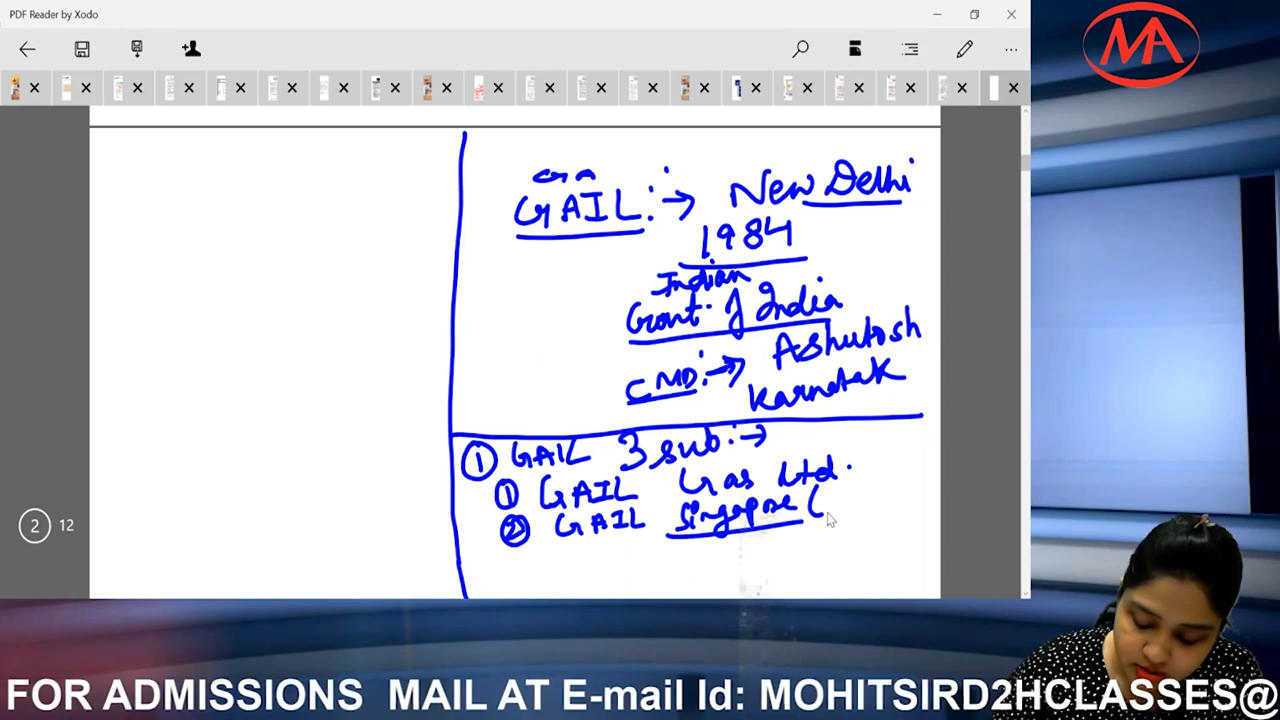 PDF Reader by Xodo
MA
GAIL :→ New Delhi
1984
Indian
Govt. of India
CMD :→ Ashutosh
Karnatak
① GAIL 3 sub :→
① GAIL Gas Ltd.
② GAIL Singapore (
2 12
FOR ADMISSIONS MAIL AT E-mail Id: MOHITSIRD2HCLASSES@